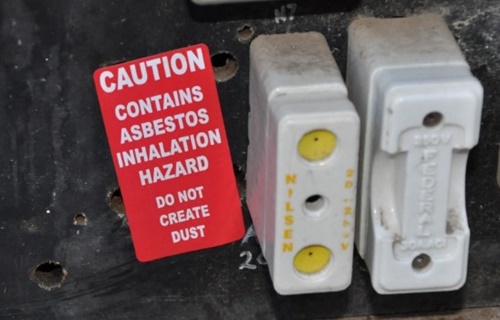 CAUTION
CONTAINS
ASBESTOS
INHALATION
HAZARD
DO NOT
CREATE
DUST
NILSEN